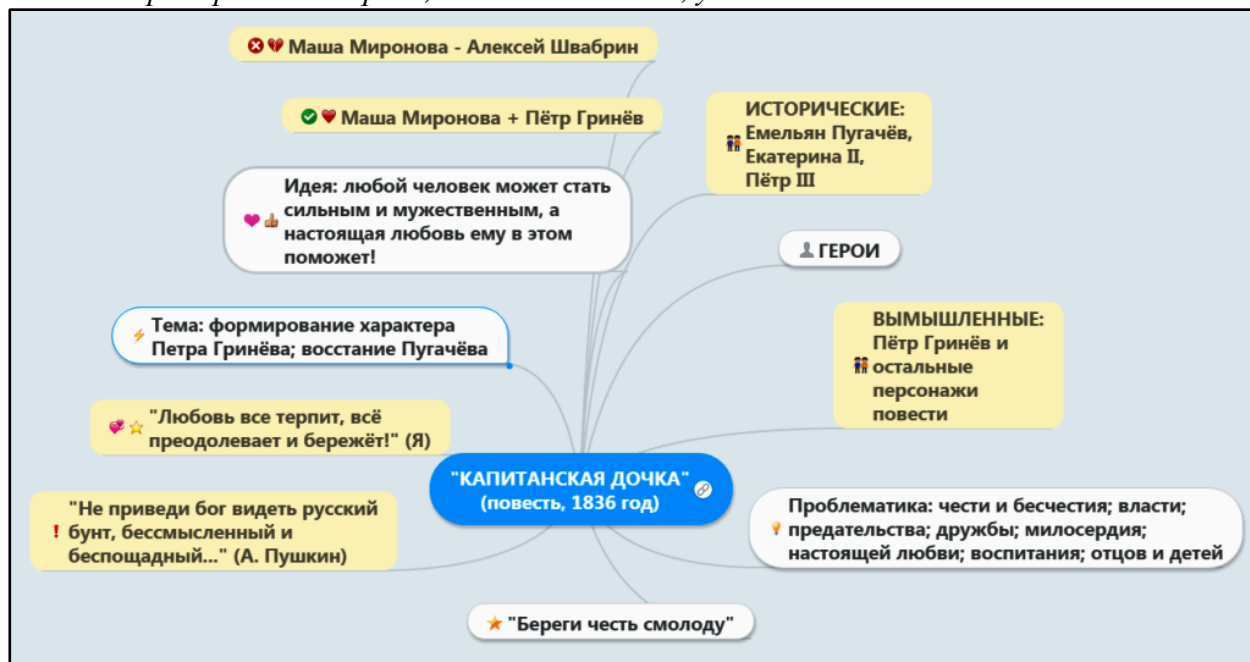 Маша Миронова - Алексей Швабрин
Маша Миронова + Пётр Гринёв
Идея: любой человек может стать
сильным и мужественным, а
настоящая любовь ему в этом
поможет!
Тема: формирование характера
Петра Гринёва; восстание Пугачёва
"Любовь все терпит, всё
преодолевает и бережёт!" (Я)
"Не приведи бог видеть русский
бунт, бессмысленный и
беспощадный..." (А. Пушкин)
"КАПИТАНСКАЯ ДОЧКА"
(повесть, 1836 год)
ИСТОРИЧЕСКИЕ:
Емельян Пугачёв,
Екатерина II,
Пётр III
ГЕРОИ
ВЫМЫШЛЕННЫЕ:
Пётр Гринёв и
остальные
персонажи
повести
Проблематика: чести и бесчестия; власти;
предательства; дружбы; милосердия;
настоящей любви; воспитания; отцов и детей
"Береги честь смолоду"